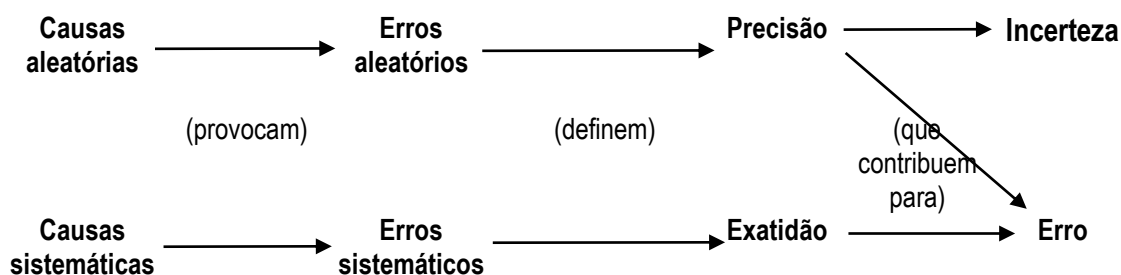 Causas
aleatórias
Erros
aleatórios
Precisão
Incerteza
(provocam)
(definem)
(que
contribuem
para)
Causas
sistemáticas
Erros
sistemáticos
Exatidão
Erro